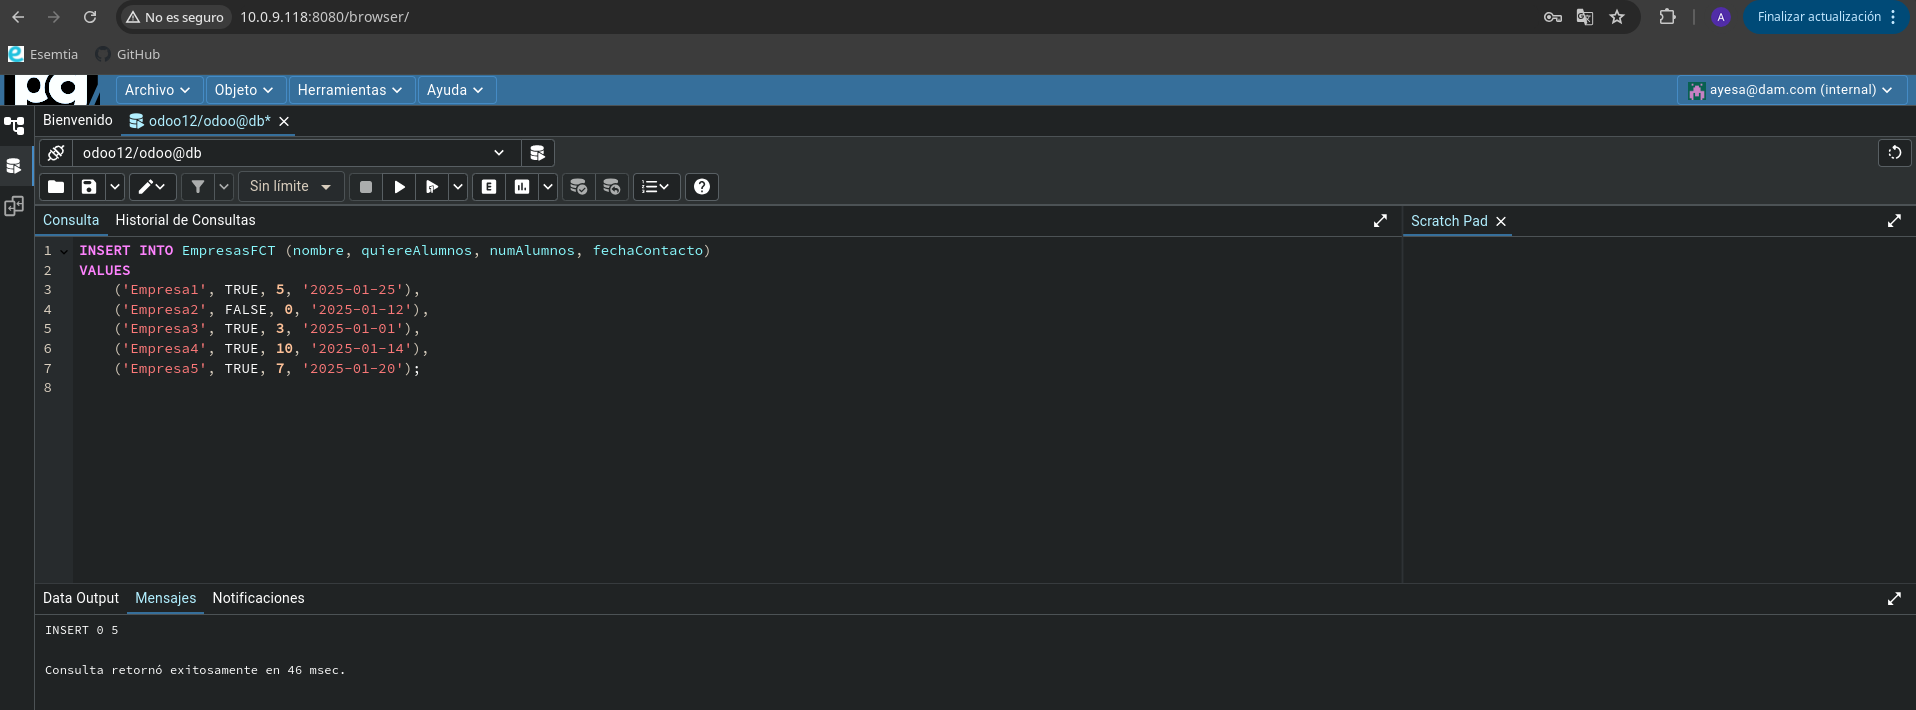 No es seguro 10.0.9.118:8080/browser/ A Finalizar actualización
Esemtia GitHub
Archivo Objeto Herramientas Ayuda ayesa@dam.com (internal)
Bienvenido odoo12/odoo@db*
odoo12/odoo@db
Sin límite E
Consulta Historial de Consultas Scratch Pad
1 INSERT INTO EmpresasFCT (nombre, quiereAlumnos, numAlumnos, fechaContacto)
2 VALUES
3 ('Empresa1', TRUE, 5, '2025-01-25'),
4 ('Empresa2', FALSE, 0, '2025-01-12'),
5 ('Empresa3', TRUE, 3, '2025-01-01'),
6 ('Empresa4', TRUE, 10, '2025-01-14'),
7 ('Empresa5', TRUE, 7, '2025-01-20');
8
Data Output Mensajes Notificaciones
INSERT 0 5
Consulta retornó exitosamente en 46 msec.